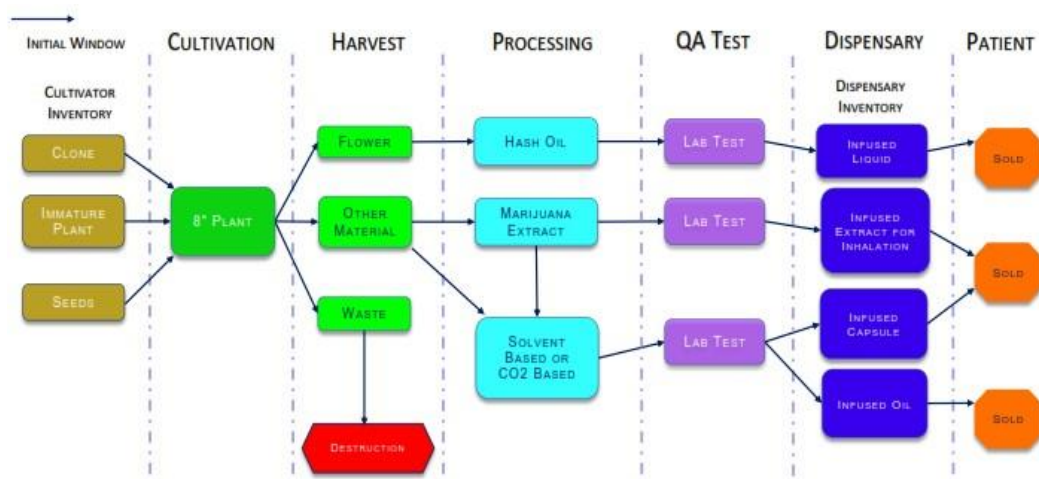 INITIAL WINDOW
CULTIVATION
HARVEST
PROCESSING
QA TEST
DISPENSARY
PATIENT
CULTIVATOR
INVENTORY
DISPENSARY
INVENTORY
CLONE
IMMATURE
PLANT
SEEDS
8" PLANT
FLOWER
OTHER
MATERIAL
WASTE
DESTRUCTION
HASH OIL
MARIJUANA
EXTRACT
SOLVENT
BASED OR
CO2 BASED
LAB TEST
LAB TEST
LAB TEST
INFUSED
LIQUID
INFUSED
EXTRACT FOR
INHALATION
INFUSED
CAPSULE
INFUSED OIL
SOLD
SOLD
SOLD